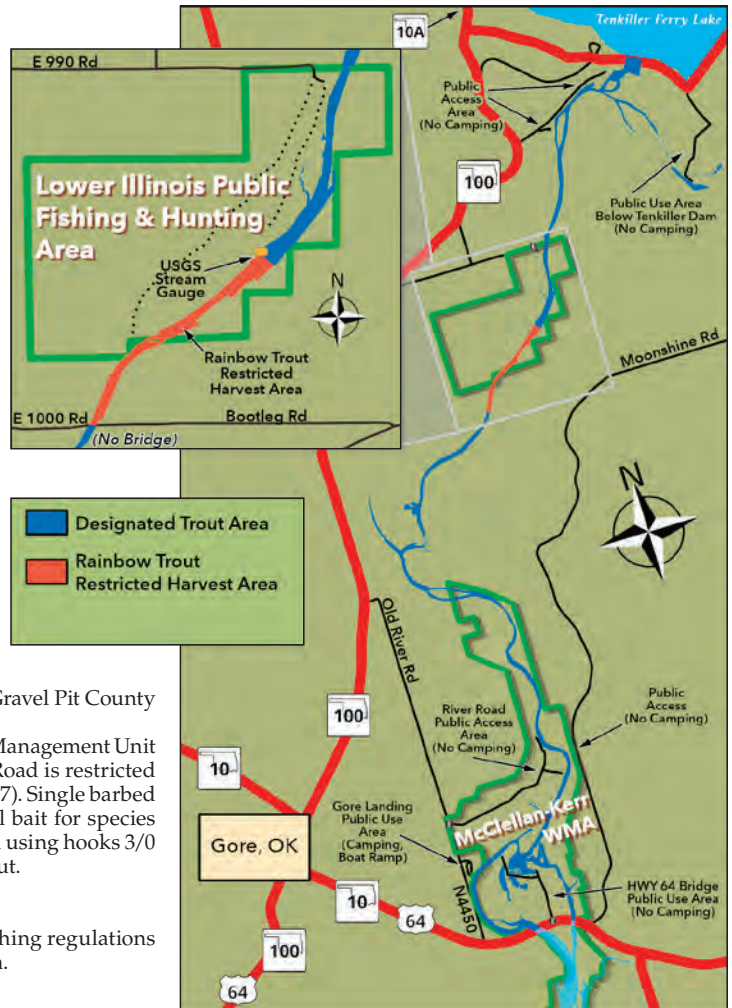 Tenkiller Ferry Lake
10A
Public
Access
Area
(No Camping)
100
Public Use Area
Below Tenkiller Dam
(No Camping)
E 990 Rd
Lower Illinois Public
Fishing & Hunting
Area
USGS
Stream
Gauge
N
Rainbow Trout
Restricted
Harvest Area
E 1000 Rd
Bootleg Rd
(No Bridge)
Moonshine Rd
N
Designated Trout Area
Rainbow Trout
Restricted Harvest Area
Old River Rd
100
River Road
Public Access
Area
(No Camping)
Public
Access
(No Camping)
10
Gore, OK
Gore Landing
Public Use
Area
(Camping,
Boat Ramp)
McClellan-Kerr
WMA
N4450
10
64
HWY 64 Bridge
Public Use Area
(No Camping)
100
64
Gravel Pit County
Management Unit
Road is restricted
7). Single barbed
l bait for species
using hooks 3/0
ut.
hing regulations